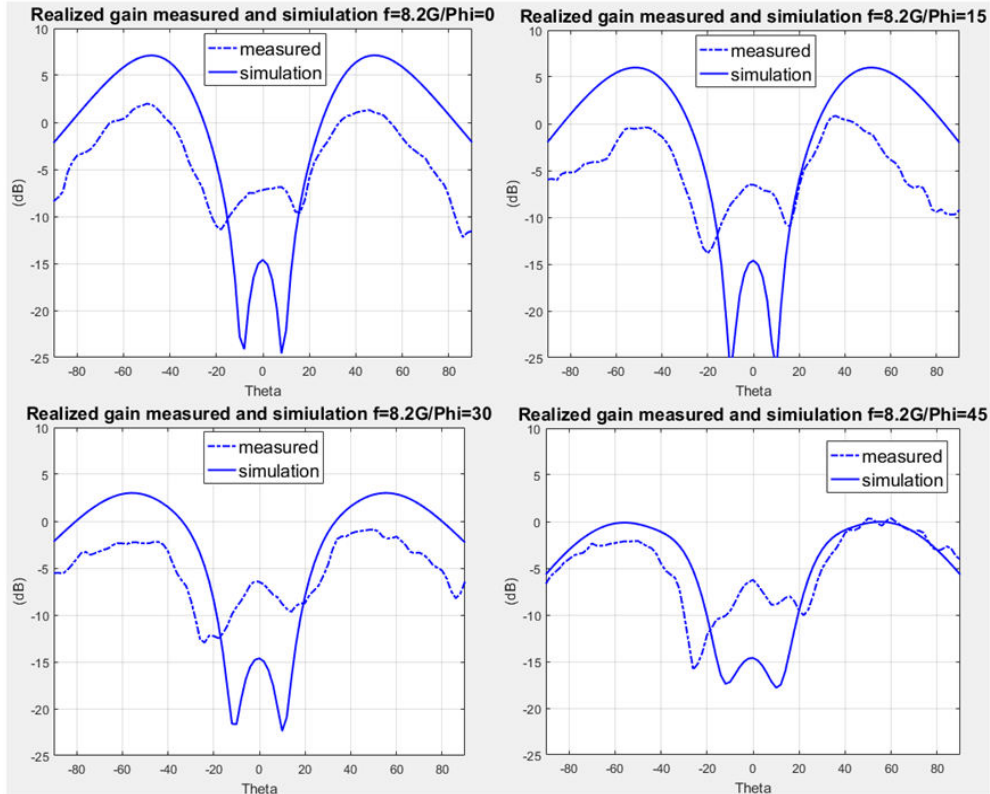 Realized gain measured and simiulation f=8.2G/Phi=0
10
5
0
-5
-10
-15
-20
-25
(dB)
measured
simulation
-80 -60 -40 -20 0 20 40 60 80
Theta
Realized gain measured and simiulation f=8.2G/Phi=15
10
5
0
-5
-10
-15
-20
-25
(dB)
measured
simulation
-80 -60 -40 -20 0 20 40 60 80
Theta
Realized gain measured and simiulation f=8.2G/Phi=30
10
5
0
-5
-10
-15
-20
-25
(dB)
measured
simulation
-80 -60 -40 -20 0 20 40 60 80
Theta
Realized gain measured and simiulation f=8.2G/Phi=45
10
5
0
-5
-10
-15
-20
-25
(dB)
measured
simulation
-80 -60 -40 -20 0 20 40 60 80
Theta